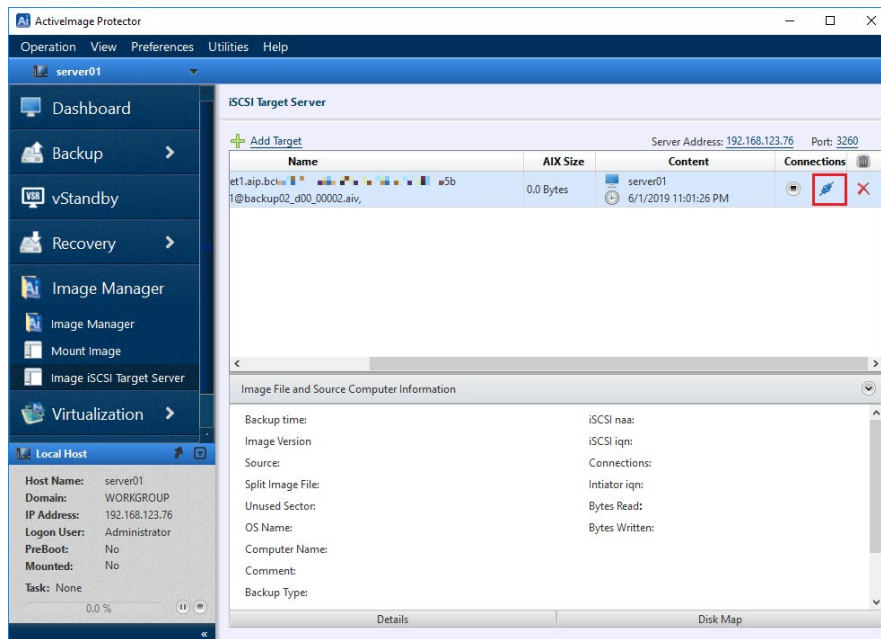 ActiveImage Protector
Operation View Preferences Utilities Help
server01
Dashboard
Backup
vStandby
Recovery
Image Manager
Image Manager
Mount Image
Image iSCSI Target Server
Virtualization
Local Host
Host Name: server01
Domain: WORKGROUP
IP Address: 192.168.123.76
Logon User: Administrator
PreBoot: No
Mounted: No
Task: None
0.0 %
iSCSI Target Server
Add Target Server Address: 192.168.123.76 Port: 3260
Name AIX Size Content Connections
et1.aip.bc 5b
1@backup02_d00_00002.aiv,
0.0 Bytes
server01
6/1/2019 11:01:26 PM
Image File and Source Computer Information
Backup time: iSCSI naa:
Image Version iSCSI iqn:
Source: Connections:
Split Image File: Intiator iqn:
Unused Sector: Bytes Read:
OS Name: Bytes Written:
Computer Name:
Comment:
Backup Type:
Details Disk Map